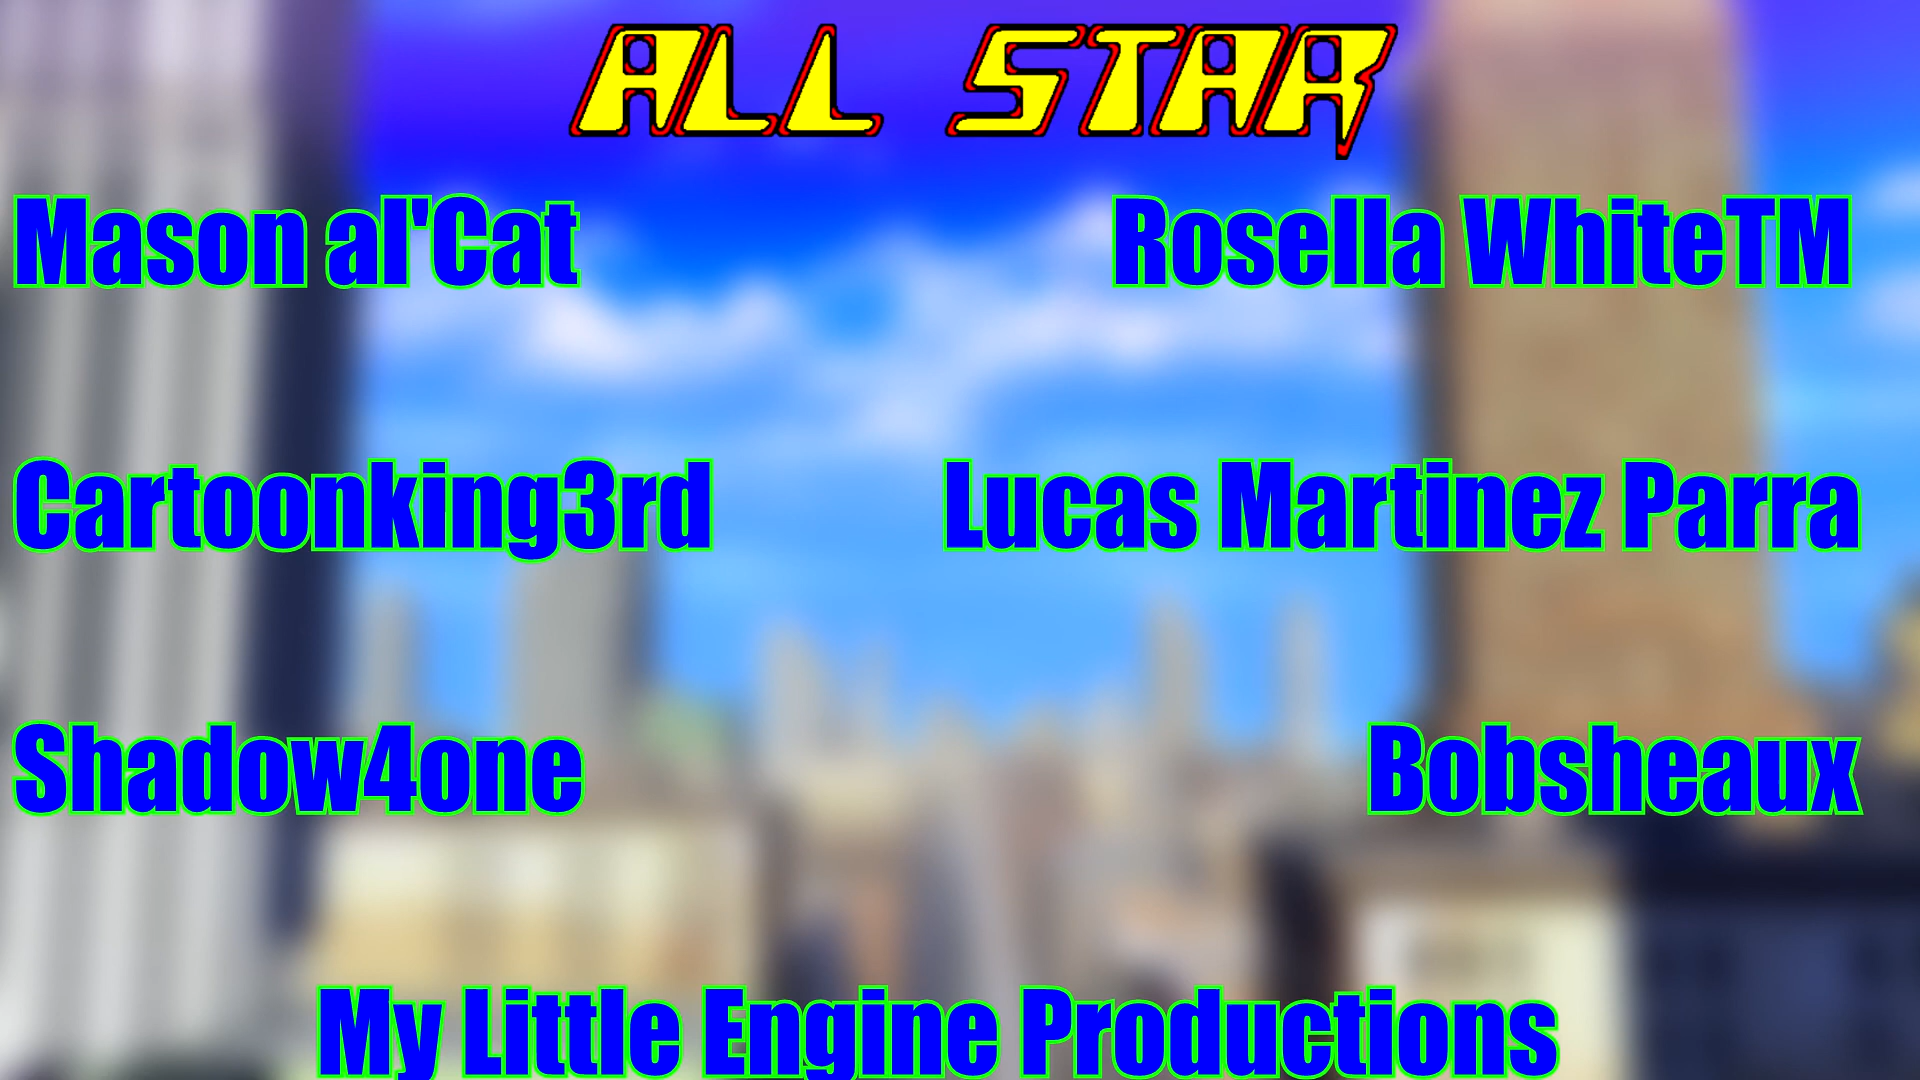 ALL STAR
Mason al'Cat
Rosella WhiteTM
Cartoonking3rd
Lucas Martinez Parra
Shadow4one
Bobsheaux
My Little Engine Productions